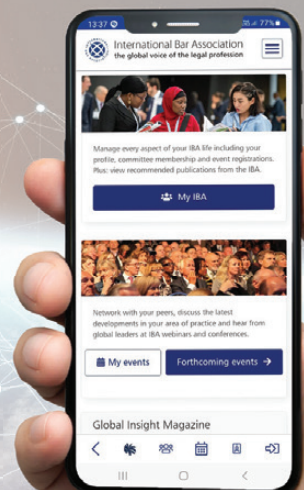 13:37
77%
International Bar Association
the global voice of the legal profession
Manage every aspect of your IBA life including your
profile, committee membership and event registrations.
Plus: view recommended publications from the IBA.
My IBA
Network with your peers, discuss the latest
developments in your area of practice and hear from
global leaders at IBA webinars and conferences.
My events
Forthcoming events →
Global Insight Magazine